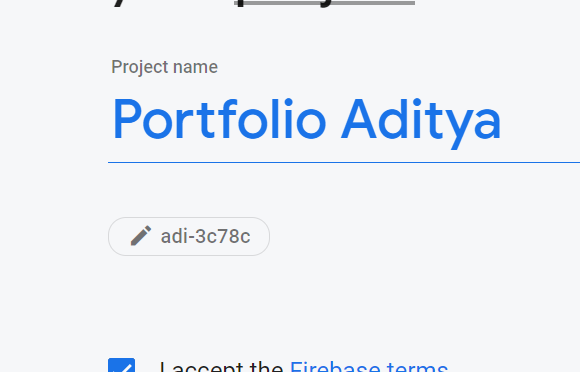 Project name
Portfolio Aditya
adi-3c78c
I accept the Firebase terms